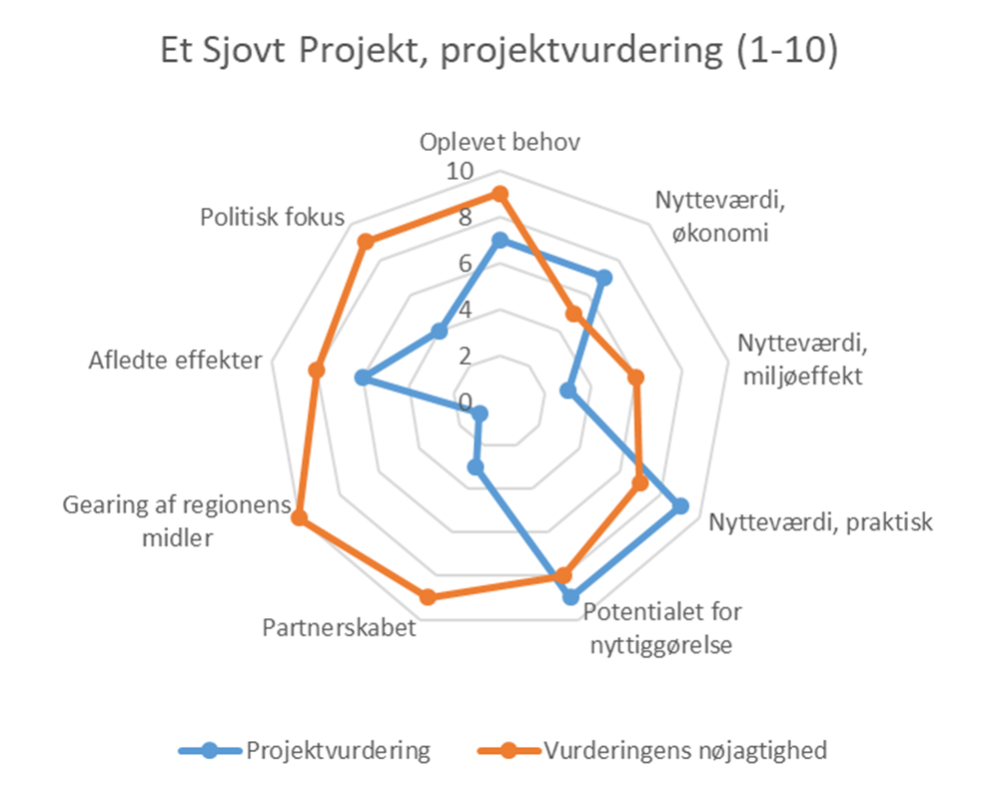 Et Sjovt Projekt, projektvurdering (1-10)
Oplevet behov
10
8
6
4
2
0
Nytteværdi,
økonomi
Nytteværdi,
miljøeffekt
Nytteværdi, praktisk
Potentialet for
nyttiggørelse
Partnerskabet
Gearing af regionens
midler
Afledte effekter
Politisk fokus
Projektvurdering
Vurderingens nøjagtighed